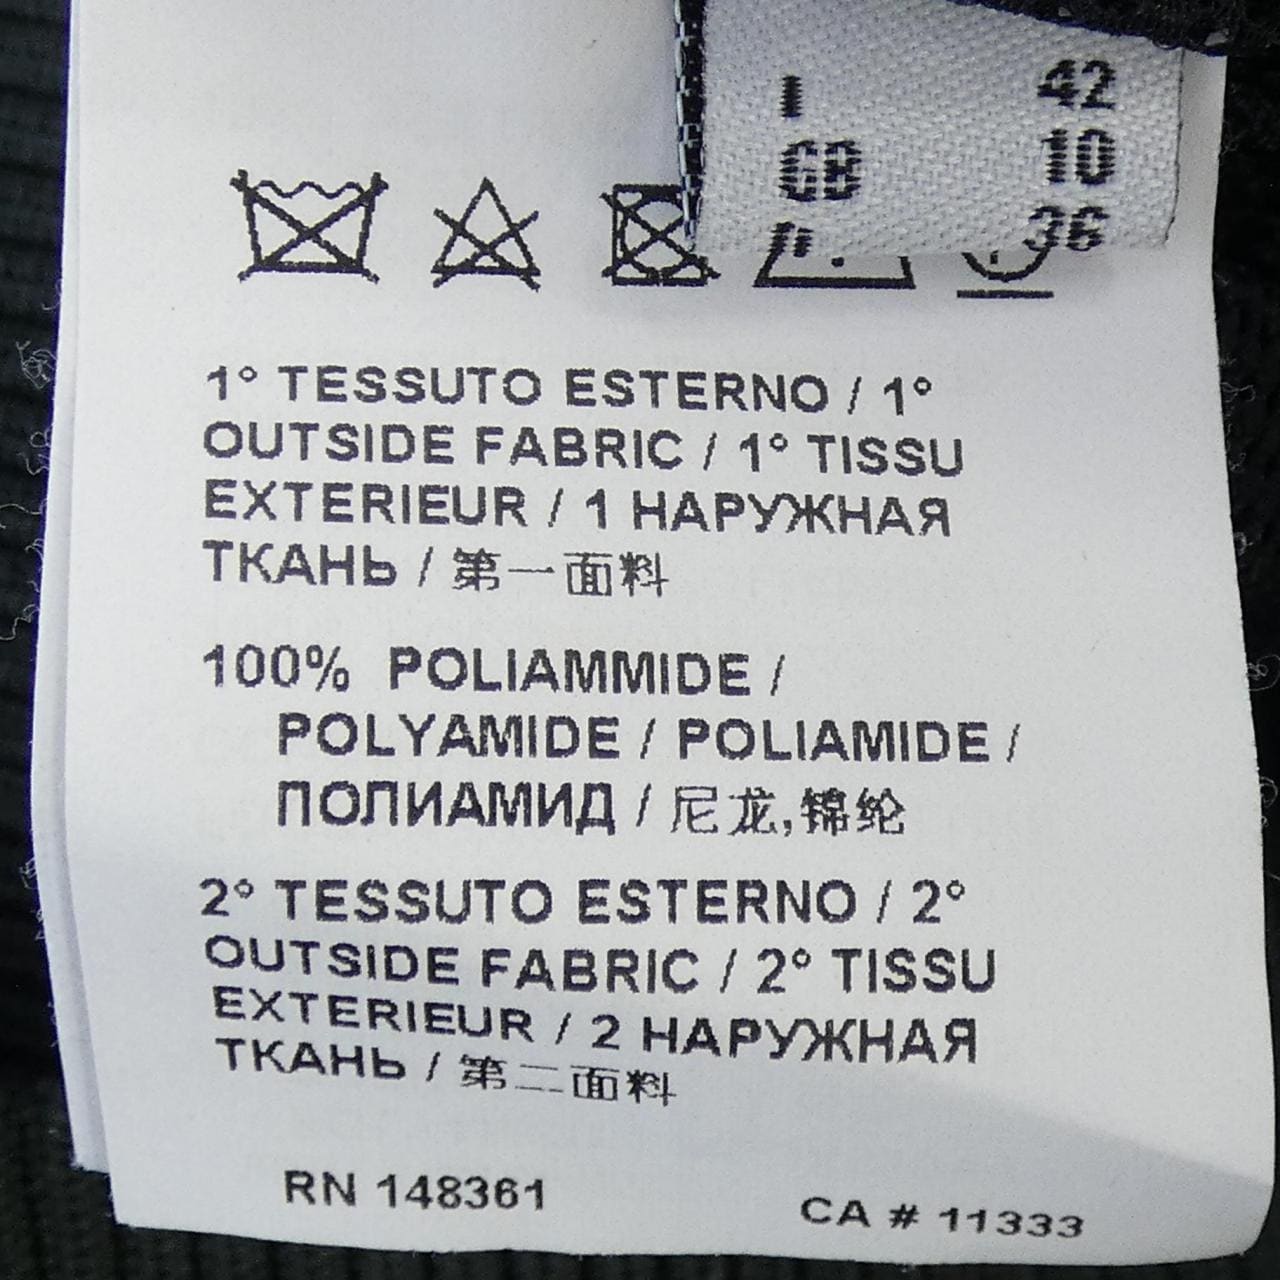 I 42
GB 10
36
1° TESSUTO ESTERNO / 1°
OUTSIDE FABRIC / 1° TISSU
EXTERIEUR / 1 НАРУЖНАЯ
ТКАНЬ / 第一面料
100% POLIAMMIDE /
POLYAMIDE / POLIAMIDE /
ПОЛИАМИД / 尼龙,锦纶
2° TESSUTO ESTERNO / 2°
OUTSIDE FABRIC / 2° TISSU
EXTERIEUR / 2 НАРУЖНАЯ
ТКАНЬ / 第二面料
RN 148361
CA # 11333